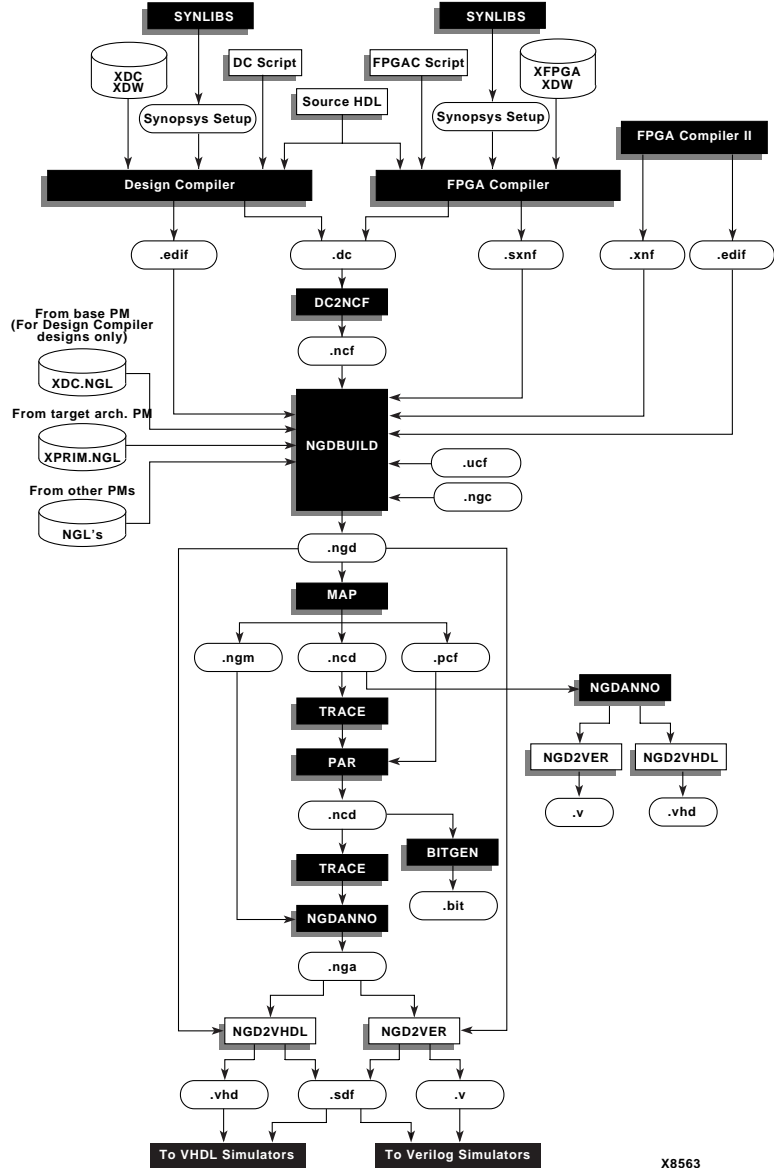 SYNLIBS
SYNLIBS
XDC
XDW
DC Script
FPGAC Script
XFPGA
XDW
Source HDL
Synopsys Setup
Synopsys Setup
FPGA Compiler II
Design Compiler
FPGA Compiler
.edif
.dc
.sxnf
.xnf
.edif
DC2NCF
From base PM
(For Design Compiler
designs only)
.ncf
XDC.NGL
From target arch. PM
XPRIM.NGL
NGDBUILD
.ucf
From other PMs
.ngc
NGL's
.ngd
MAP
.ngm
.ncd
.pcf
NGDANNO
TRACE
NGD2VER
NGD2VHDL
PAR
.ncd
.v
.vhd
BITGEN
TRACE
.bit
NGDANNO
.nga
NGD2VHDL
NGD2VER
.vhd
.sdf
.v
To VHDL Simulators
To Verilog Simulators
X8563